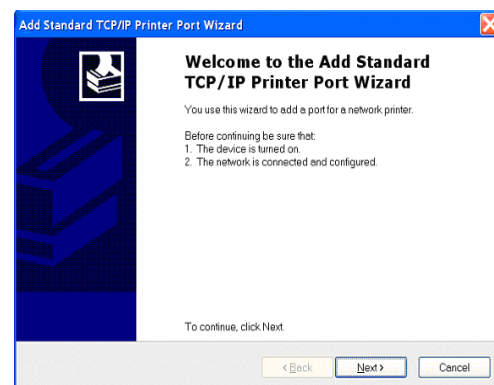 Add Standard TCP/IP Printer Port Wizard
Welcome to the Add Standard
TCP/IP Printer Port Wizard
You use this wizard to add a port for a network printer.
Before continuing be sure that:
1. The device is turned on.
2. The network is connected and configured.
To continue, click Next.
< Back
Next >
Cancel